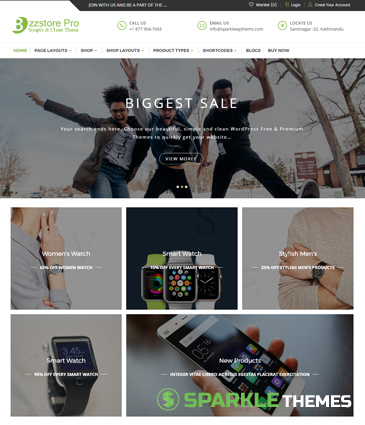 JOIN WITH US AND BE A PART OF THE ...
Wishlist (0)
Login
Create Your Account
Bzzstore Pro
Simple & Clean Theme
CALL US
+1 877 904-7665
EMAIL US
info@sparklewpthemes.com
LOCATE US
Santinagar -02, Kathmandu
HOME
PAGE LAYOUTS
SHOP
SHOP LAYOUTS
PRODUCT TYPES
SHORTCODES
BLOGS
BUY NOW
BIGGEST SALE
Your search ends here, Choose our beautiful, simple and clean WordPress Free & Premium
Themes to quickly get your website...
VIEW MORE!
Women's Watch
65% OFF WOMEN WATCH
Smart Watch
15% OFF EVERY SMART WATCH
Stylish Men's
25% OFF STYLISH MEN'S PRODUCTS
Smart Watch
95% OFF EVERY SMART WATCH
New Products
INTEGER VITAE LIBERO AC RISUS EGESTAS PLACERAT EXERCITATION
SPARKLETHEMES